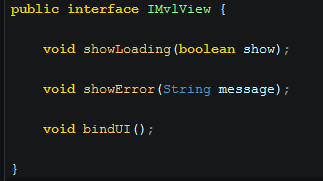 public interface IMvlView {
void showLoading(boolean show);
void showError(String message);
void bindUI();
}